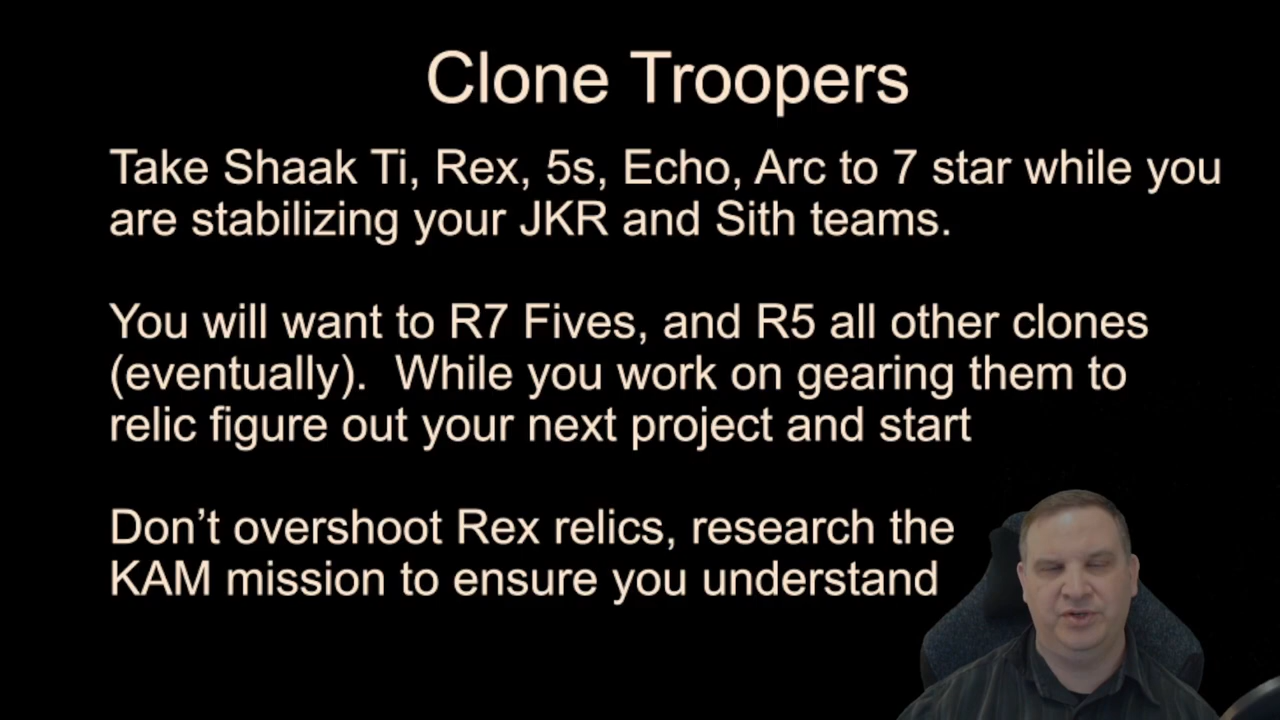 Clone Troopers
Take Shaak Ti, Rex, 5s, Echo, Arc to 7 star while you
are stabilizing your JKR and Sith teams.
You will want to R7 Fives, and R5 all other clones
(eventually).  While you work on gearing them to
relic figure out your next project and start
Don’t overshoot Rex relics, research the
KAM mission to ensure you understand